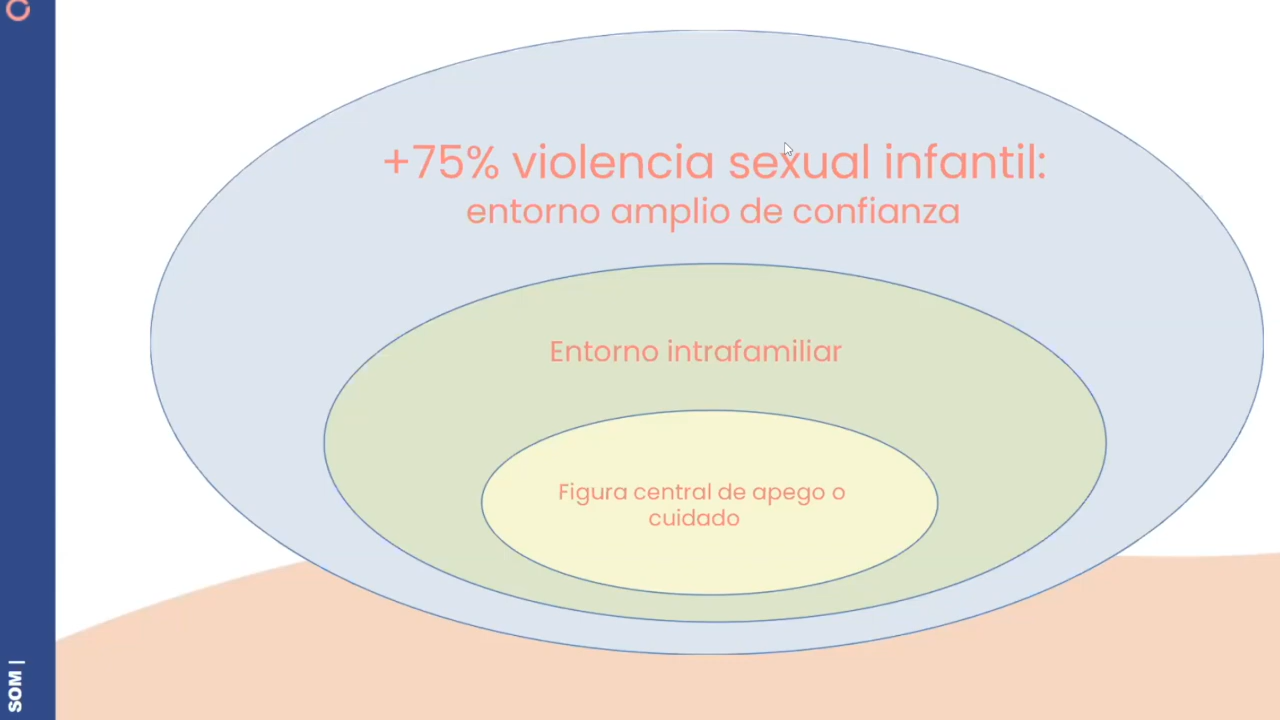 +75% violencia sexual infantil:
entorno amplio de confianza
Entorno intrafamiliar
Figura central de apego o
cuidado
SOM |